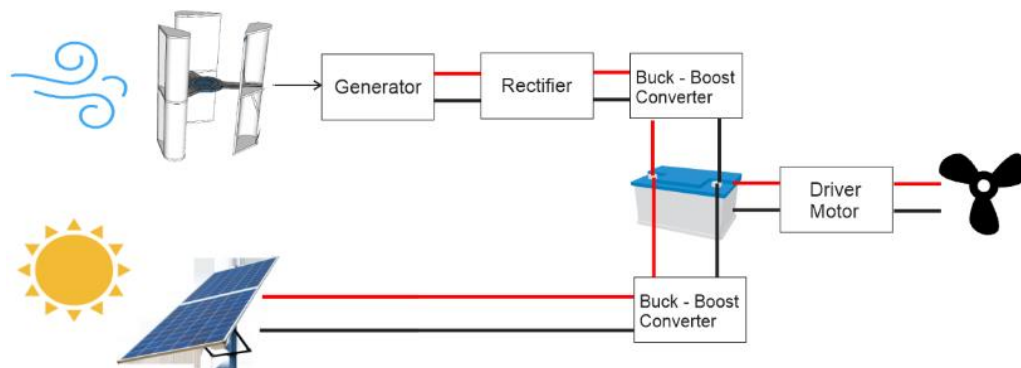 Generator
Rectifier
Buck - Boost
Converter
Driver
Motor
Buck - Boost
Converter